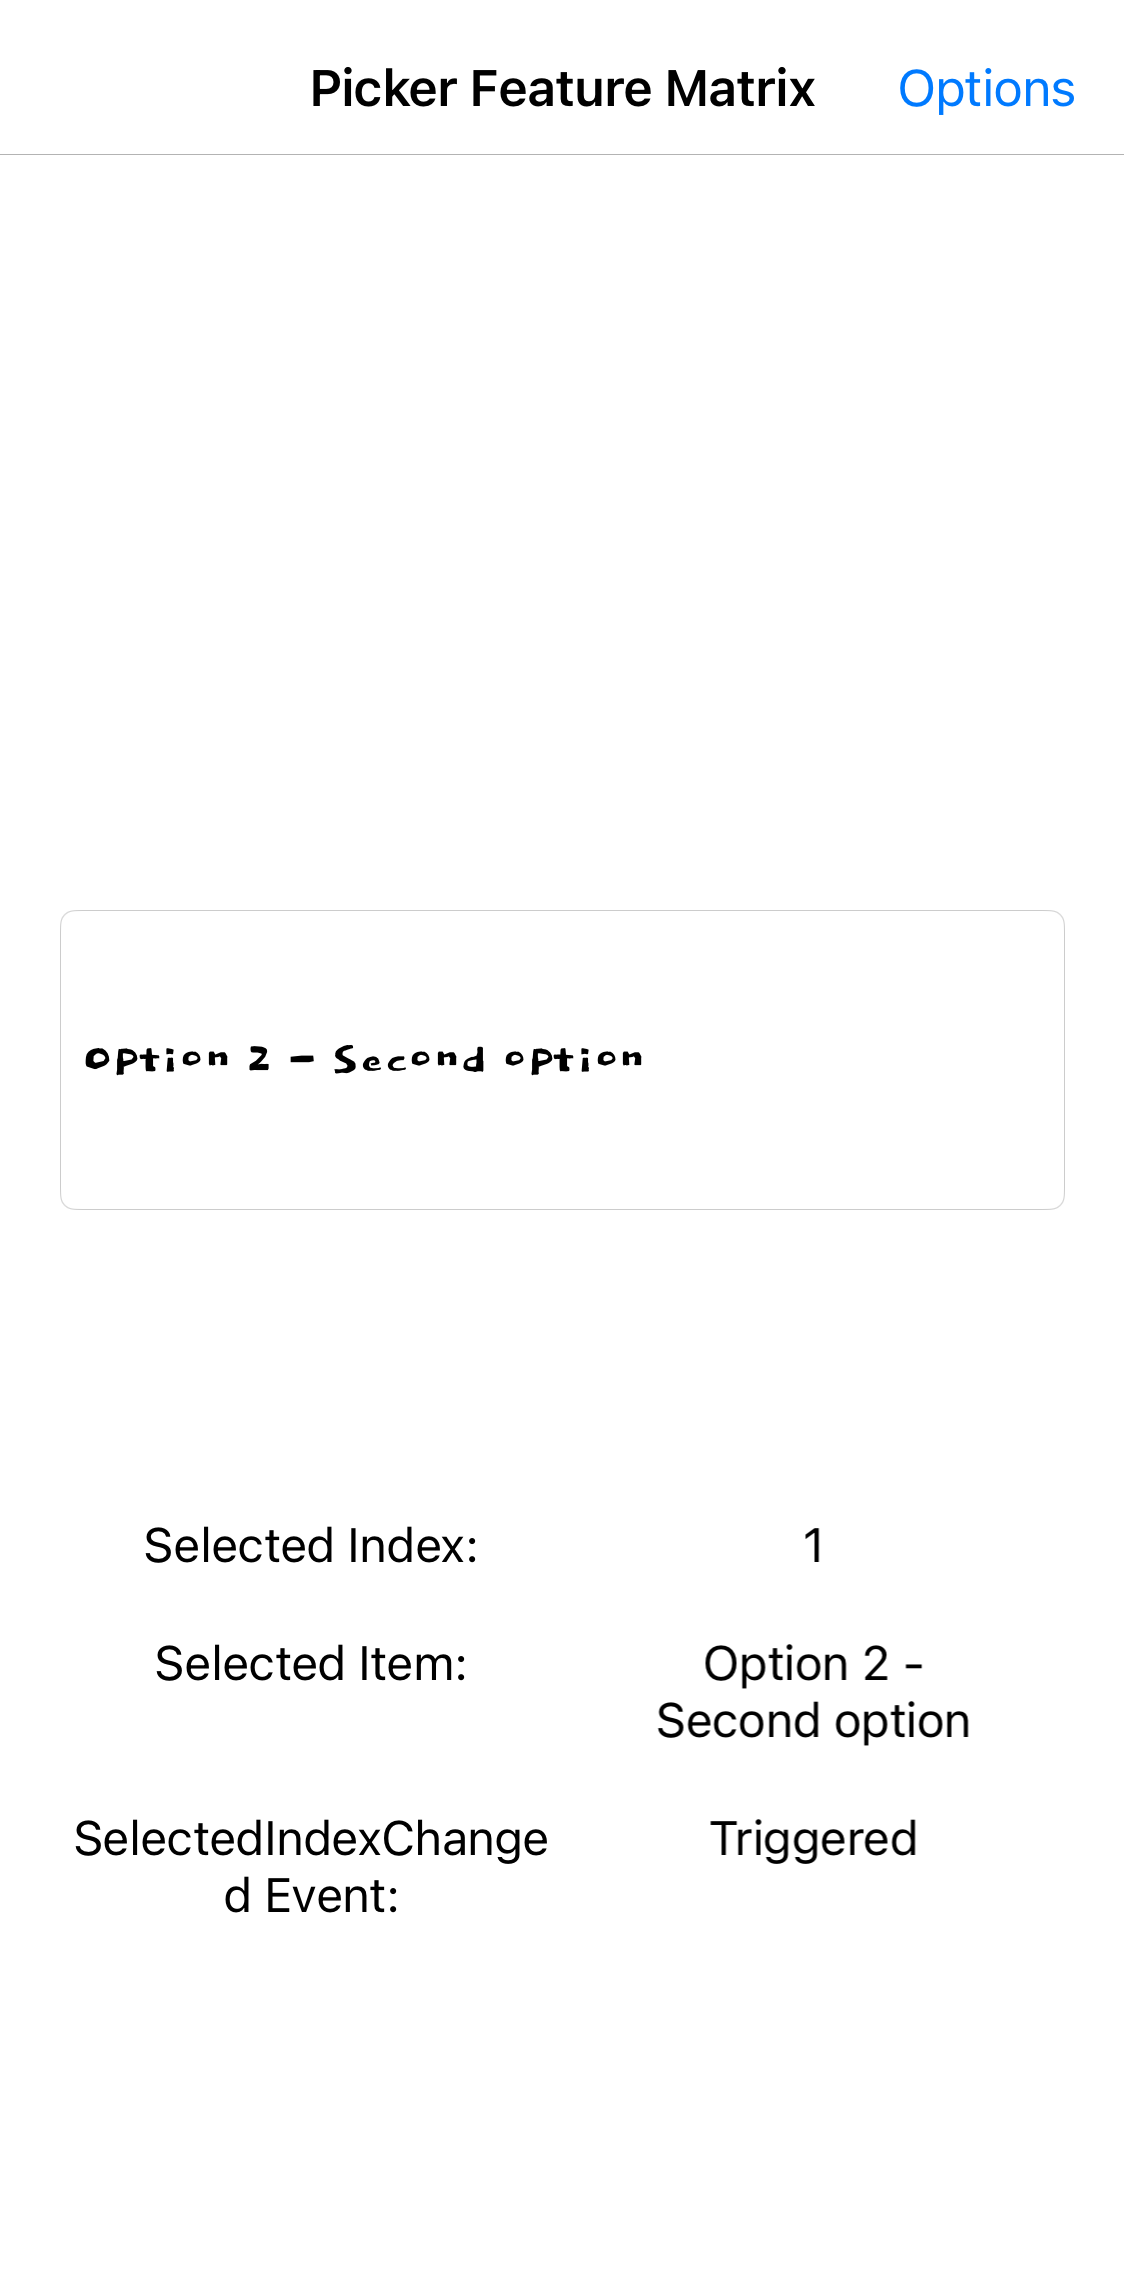 Picker Feature Matrix Options
Option 2 - Second option
Selected Index: 1
Selected Item: Option 2 -
Second option
SelectedIndexChange Triggered
d Event: